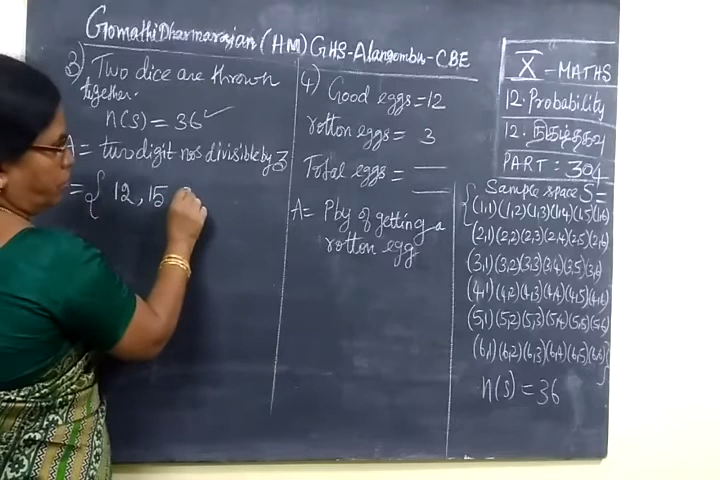 Gomathi Dharmarajan (HM) GHS-Alangombu-CBE
3) Two dice are thrown
together.
n(S) = 36 ✓
A = two digit nos divisible by 3
= { 12, 15
4) Good eggs = 12
rotton eggs = 3
Total eggs =
A = Pby of getting a
rotton egg
X - MATHS
12. Probability
12. நிகழ்தகவு
PART: 304
Sample space S =
{(1,1)(1,2)(1,3)(1,4)(1,5)(1,6)
(2,1)(2,2)(2,3)(2,4)(2,5)(2,6)
(3,1)(3,2)(3,3)(3,4)(3,5)(3,6)
(4,1)(4,2)(4,3)(4,4)(4,5)(4,6)
(5,1)(5,2)(5,3)(5,4)(5,5)(5,6)
(6,1)(6,2)(6,3)(6,4)(6,5)(6,6)}
n(S) = 36